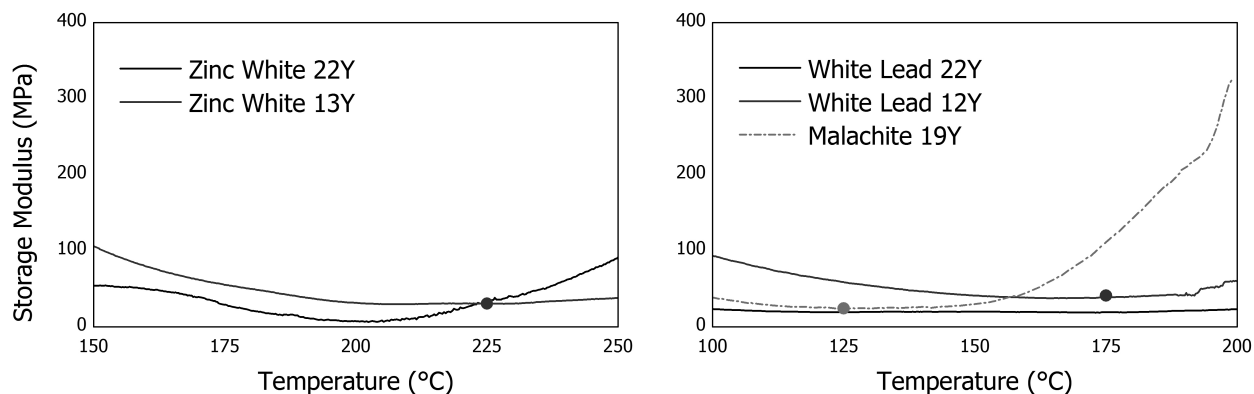 Storage Modulus (MPa)
400
300
200
100
0
Zinc White 22Y
Zinc White 13Y
150
175
200
225
250
Temperature (°C)
400
300
200
100
0
White Lead 22Y
White Lead 12Y
Malachite 19Y
100
125
150
175
200
Temperature (°C)